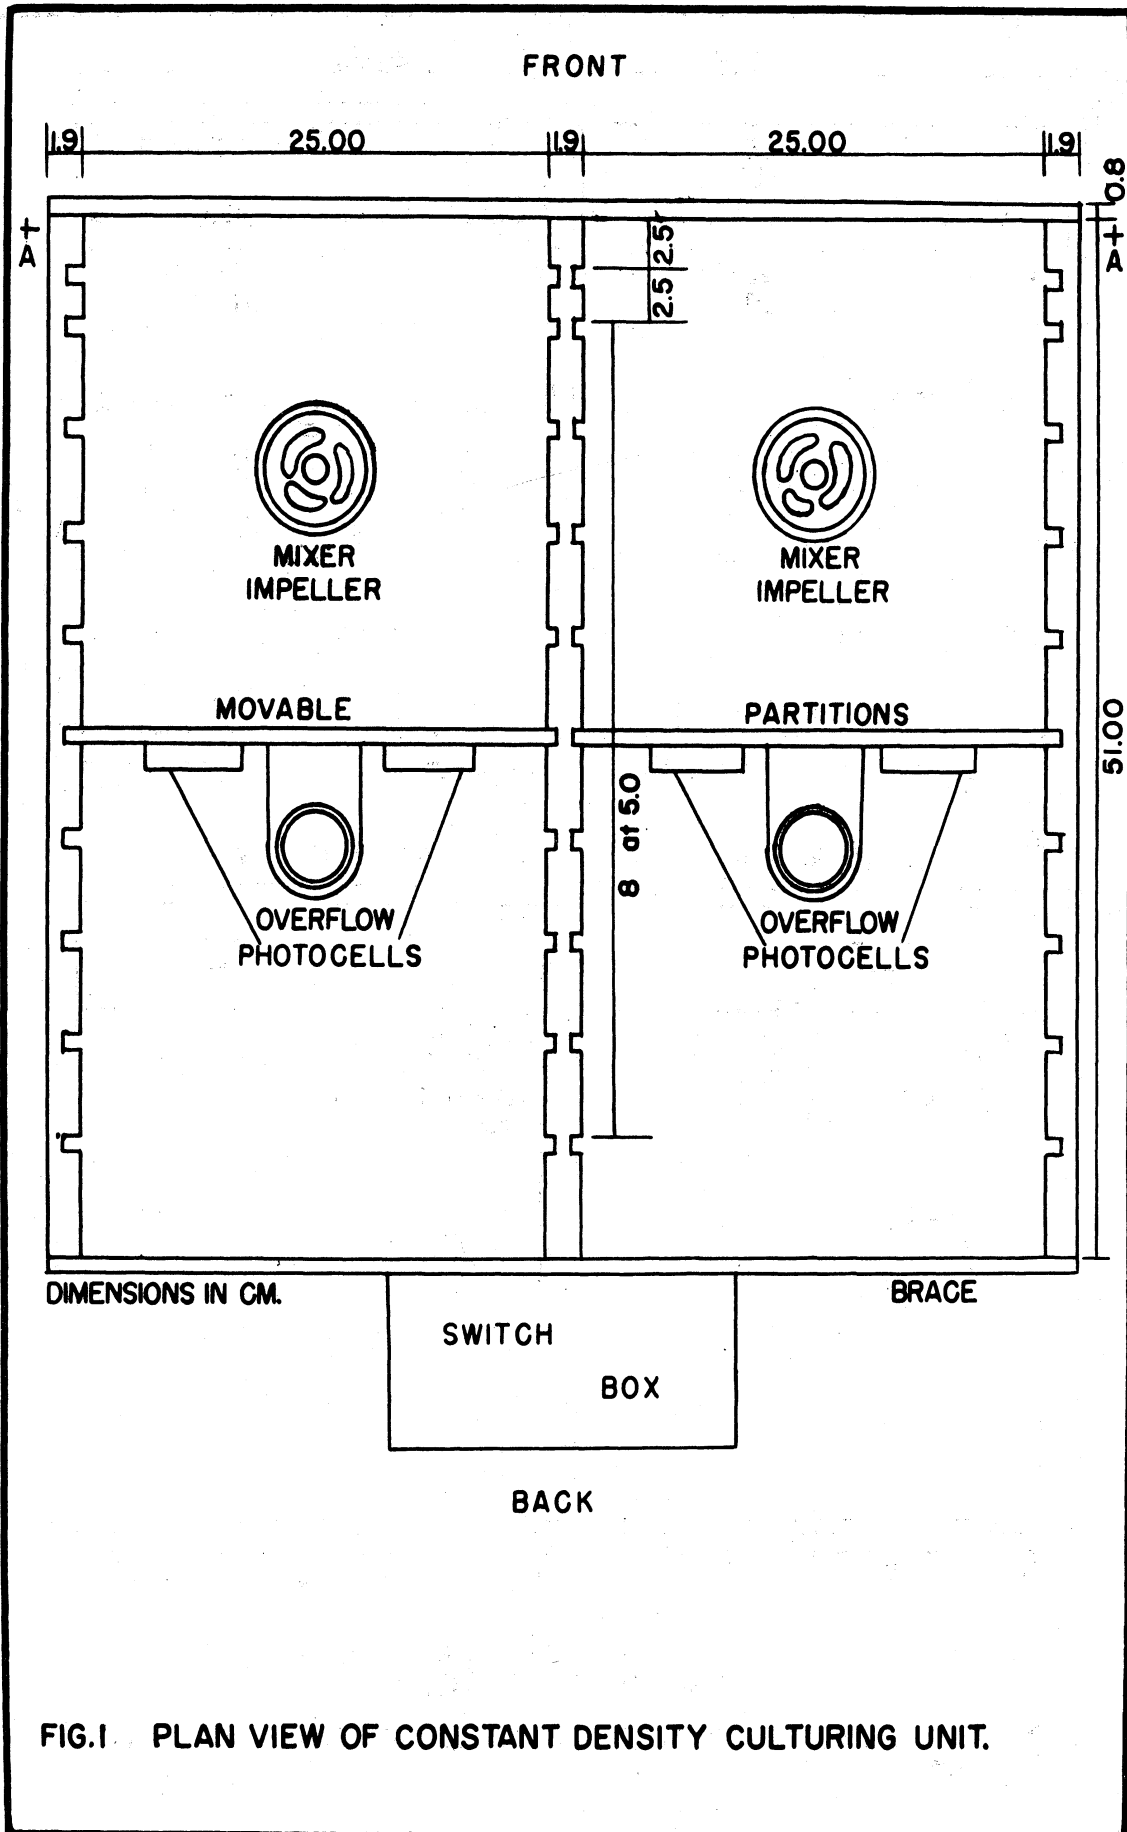 FRONT
1.9 25.00 1.9 25.00 1.9
0.8
A
A
2.5
2.5
MIXER
IMPELLER
MIXER
IMPELLER
MOVABLE
PARTITIONS
51.00
8 at 5.0
OVERFLOW
PHOTOCELLS
OVERFLOW
PHOTOCELLS
DIMENSIONS IN CM.
BRACE
SWITCH
BOX
BACK
FIG.1 PLAN VIEW OF CONSTANT DENSITY CULTURING UNIT.